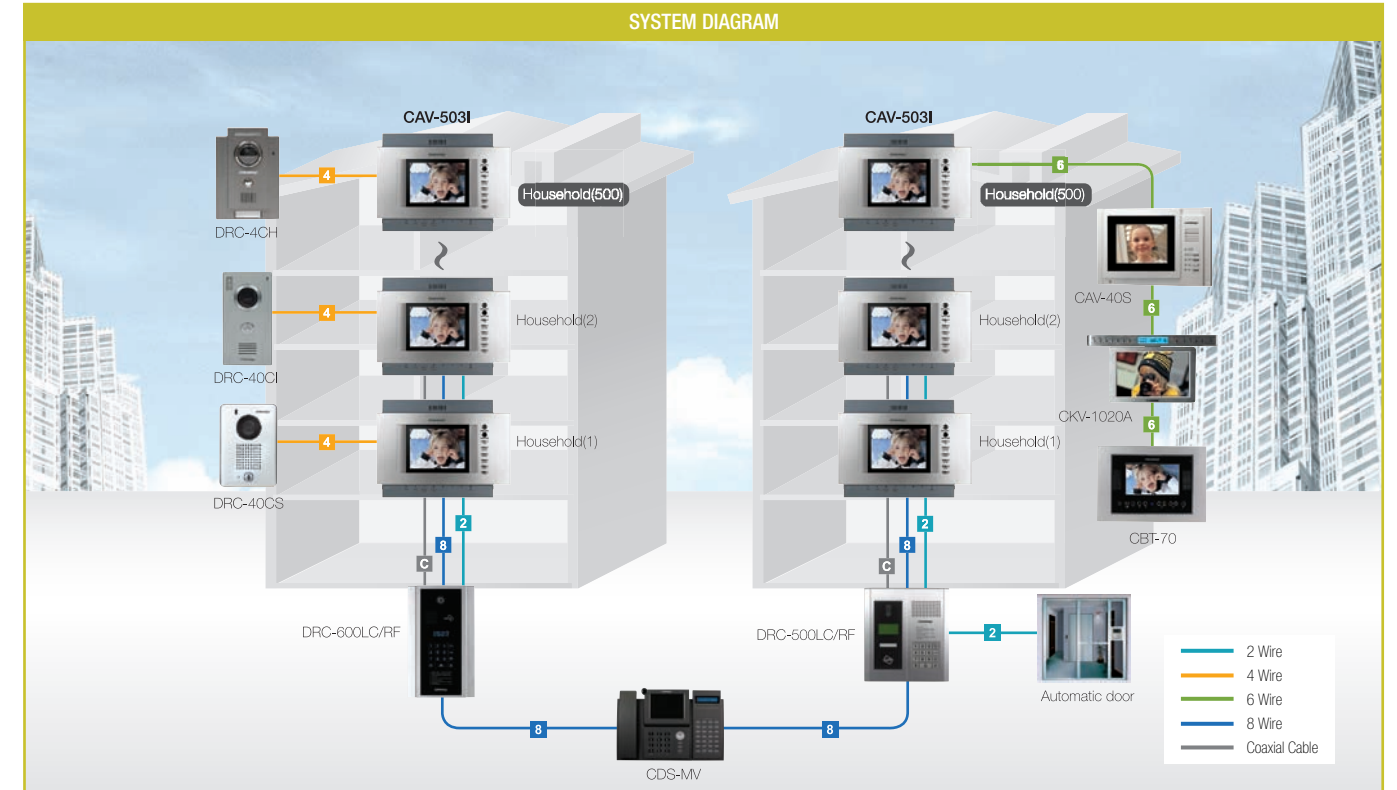 SYSTEM DIAGRAM
CAV-503I
CAV-503I
4
6
Household(500)
Household(500)
DRC-4CH
CAV-40S
4
Household(2)
Household(2)
6
DRC-40CI
CKV-1020A
4
Household(1)
Household(1)
6
DRC-40CS
CBT-70
2
8
C
2
8
C
DRC-600LC/RF
DRC-500LC/RF
2
Automatic door
8
8
CDS-MV
2 Wire
4 Wire
6 Wire
8 Wire
Coaxial Cable